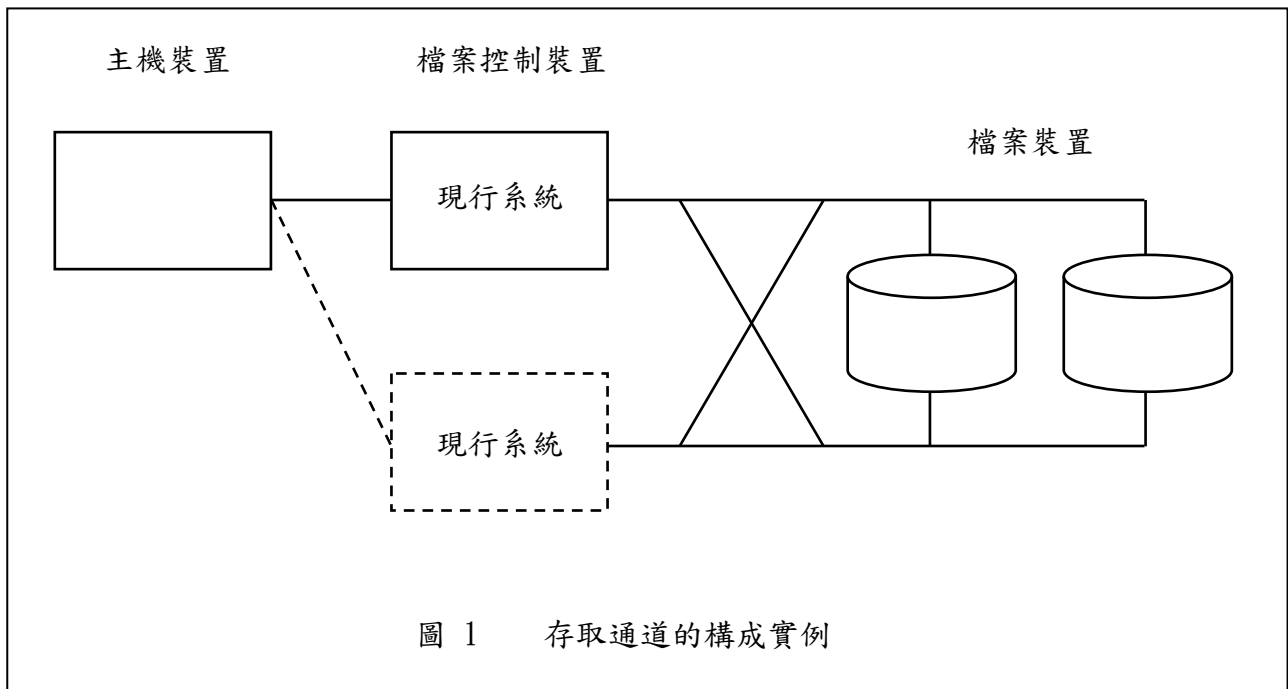 主機裝置
檔案控制裝置
檔案裝置
現行系統
現行系統
圖 1 存取通道的構成實例